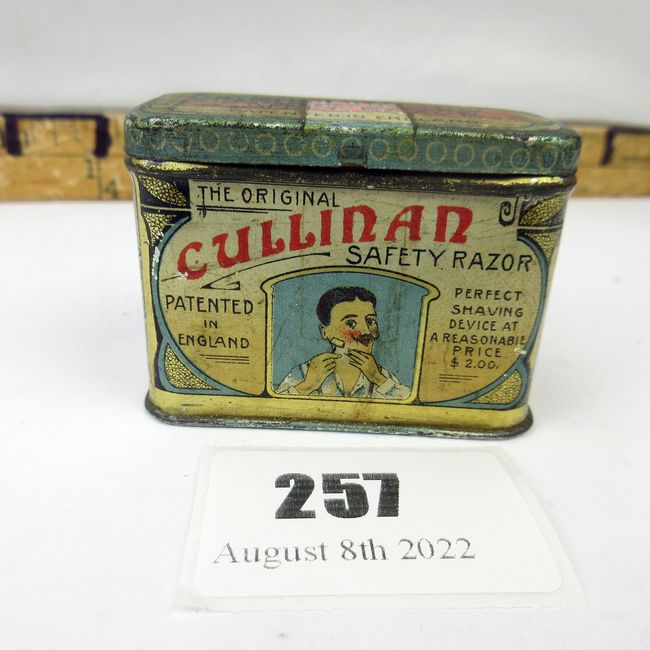 THE ORIGINAL
CULLINAN
SAFETY RAZOR
PATENTED
IN
ENGLAND
PERFECT
SHAVING
DEVICE AT
A REASONABLE
PRICE
$ 2.00.
257
August 8th 2022